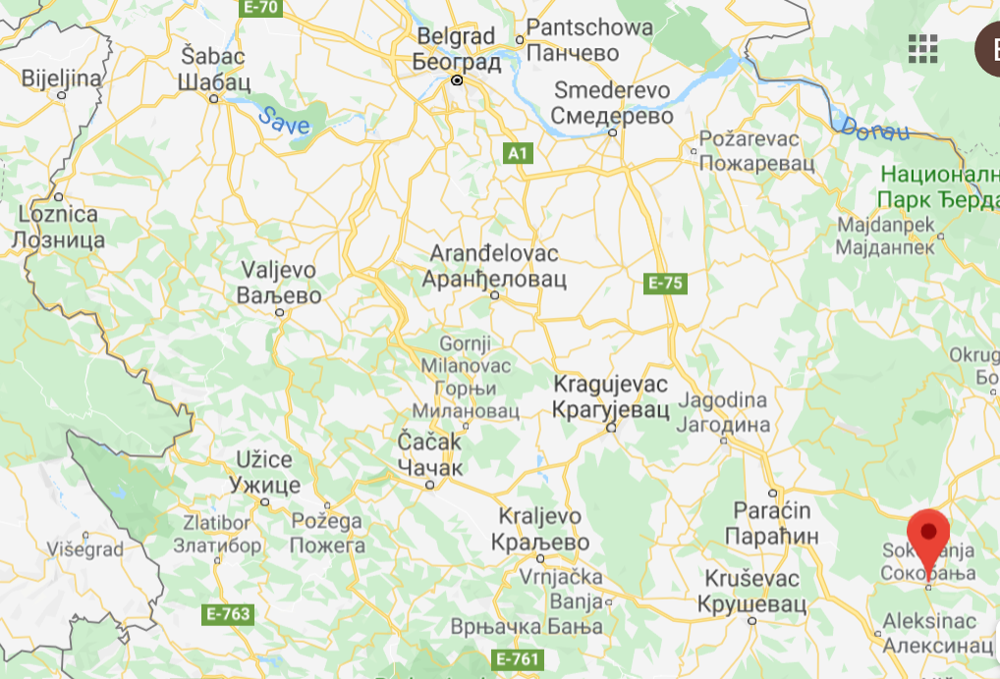 E-70
Belgrad
Београд
Pantschowa
Панчево
Šabac
Шабац
Bijeljina
Save
Smederevo
Смедерево
Donau
A1
Požarevac
Пожаревац
Национални
Парк Ђерда
Loznica
Лозница
Majdanpek
Мајданпек
Valjevo
Ваљево
Aranđelovac
Аранђеловац
E-75
Gornji
Milanovac
Горњи
Милановац
Okrug
Бо
Kragujevac
Крагујевац
Jagodina
Јагодина
Čačak
Чачак
Užice
Ужице
Zlatibor
Златибор
Požega
Пожега
Kraljevo
Краљево
Paraćin
Параћин
Višegrad
Сокобања
Vrnjačka
Banja
Врњачка Бања
Kruševac
Крушевац
E-763
Aleksinac
Алексинац
E-761